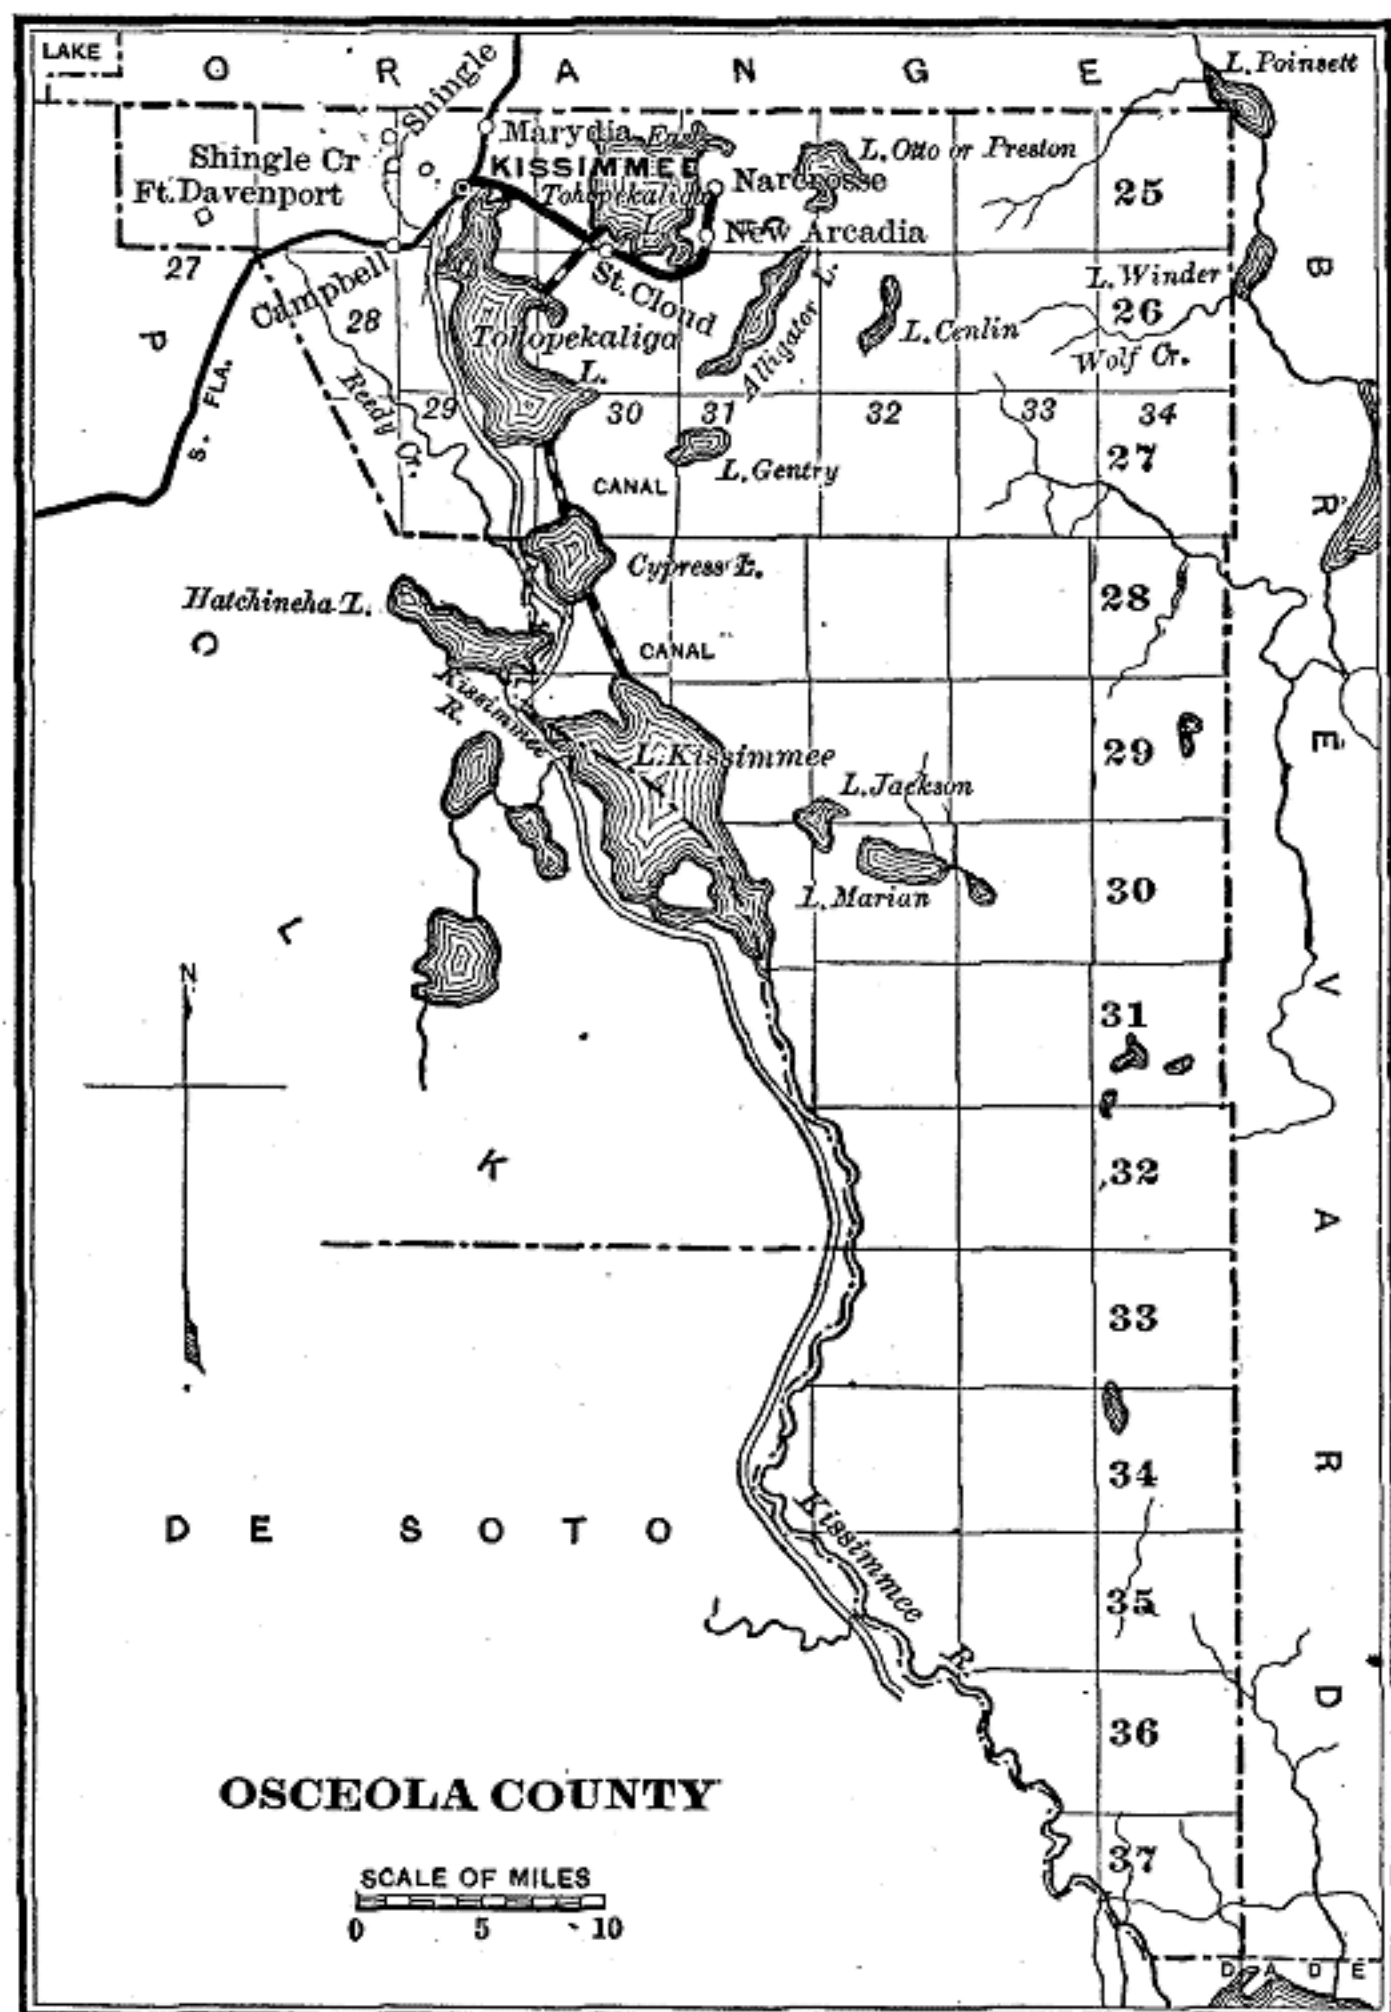 LAKE
O R A N G E
L. Poinsett
Shingle
Marydia
East
L. Otto or Preston
Shingle Cr
KISSIMMEE
Narcrosse
Ft. Davenport
Tohopekaliga
25
New Arcadia
27
Campbell
St. Cloud
L. Winder
28
26
Tohopekaliga
L.
Alligator L.
L. Cenlin
Wolf Cr.
S. FLA.
Reedy Cr.
29
30
31
32
33
34
27
L. Gentry
CANAL
Cypress L.
Hatchineha L.
28
CANAL
Kissimmee
R.
L. Kissimmee
29
L. Jackson
L. Marian
30
P O L K
N
31
32
33
34
D E S O T O
Kissimmee R.
35
36
37
B R E V A R D
OSCEOLA COUNTY
SCALE OF MILES
0 5 10
D A D E